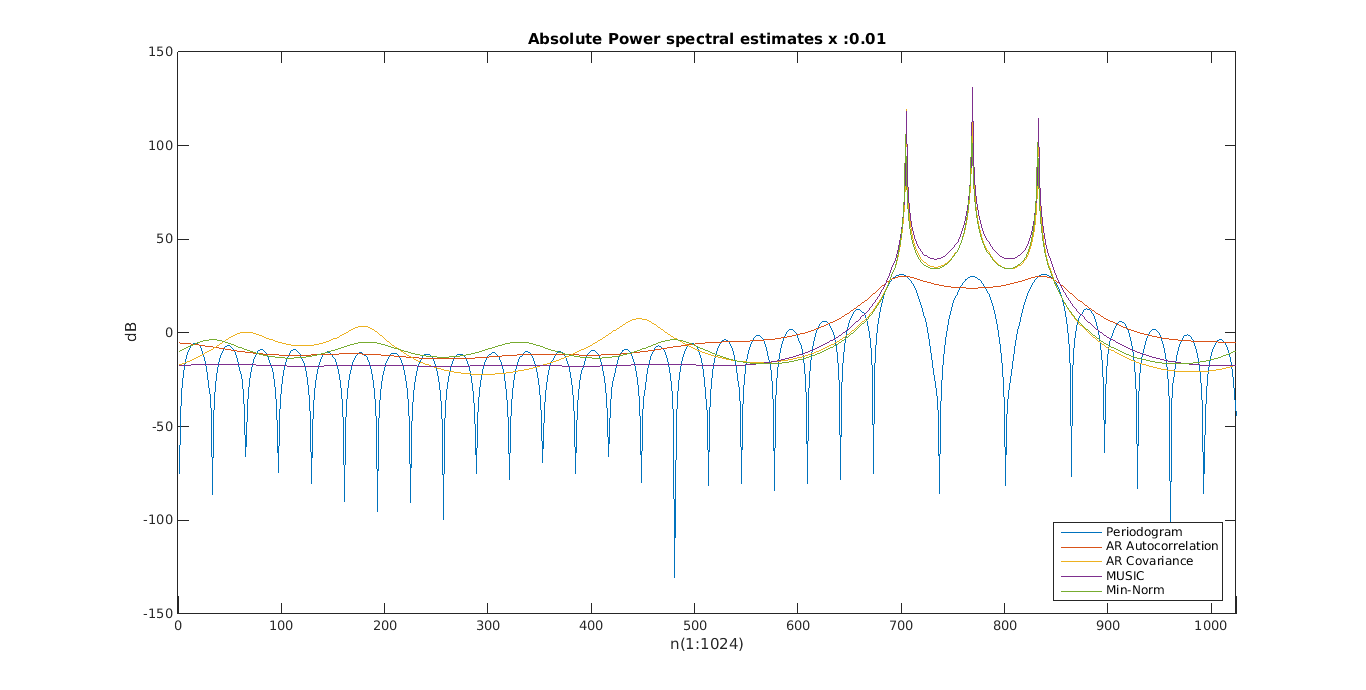 Absolute Power spectral estimates x :0.01
150
100
50
0
-50
-100
-150
dB
0 100 200 300 400 500 600 700 800 900 1000
n(1:1024)
Periodogram
AR Autocorrelation
AR Covariance
MUSIC
Min-Norm